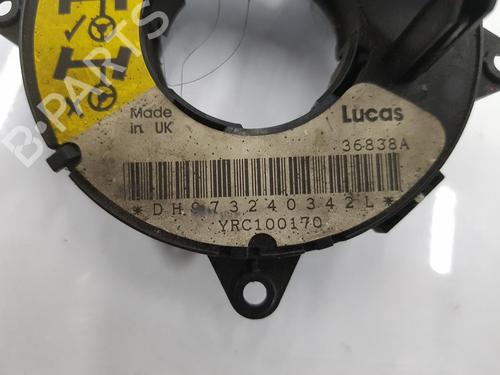 B-PARTS
Made
in UK
Lucas
36838A
*DH973240342L*
YRC100170